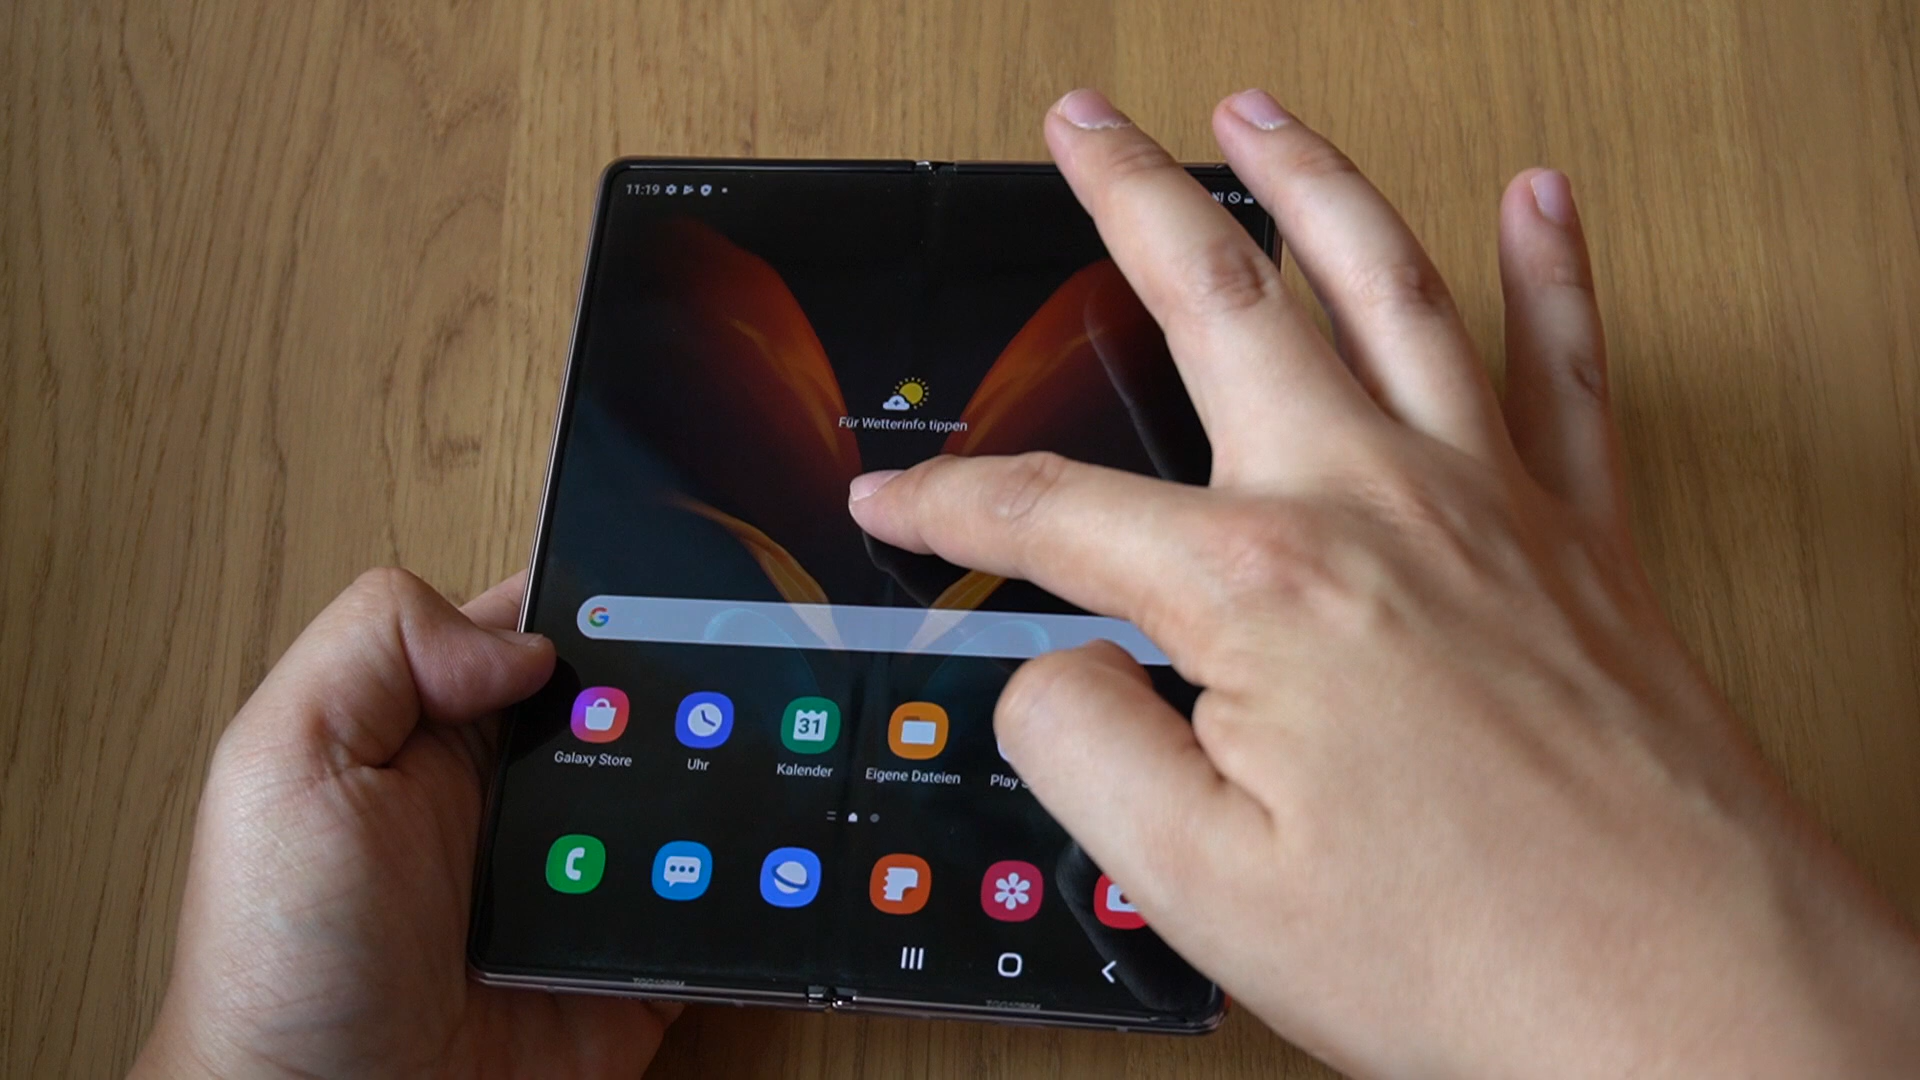 11:19
Für Wetterinfo tippen
G
31
Galaxy Store
Uhr
Kalender
Eigene Dateien
Play